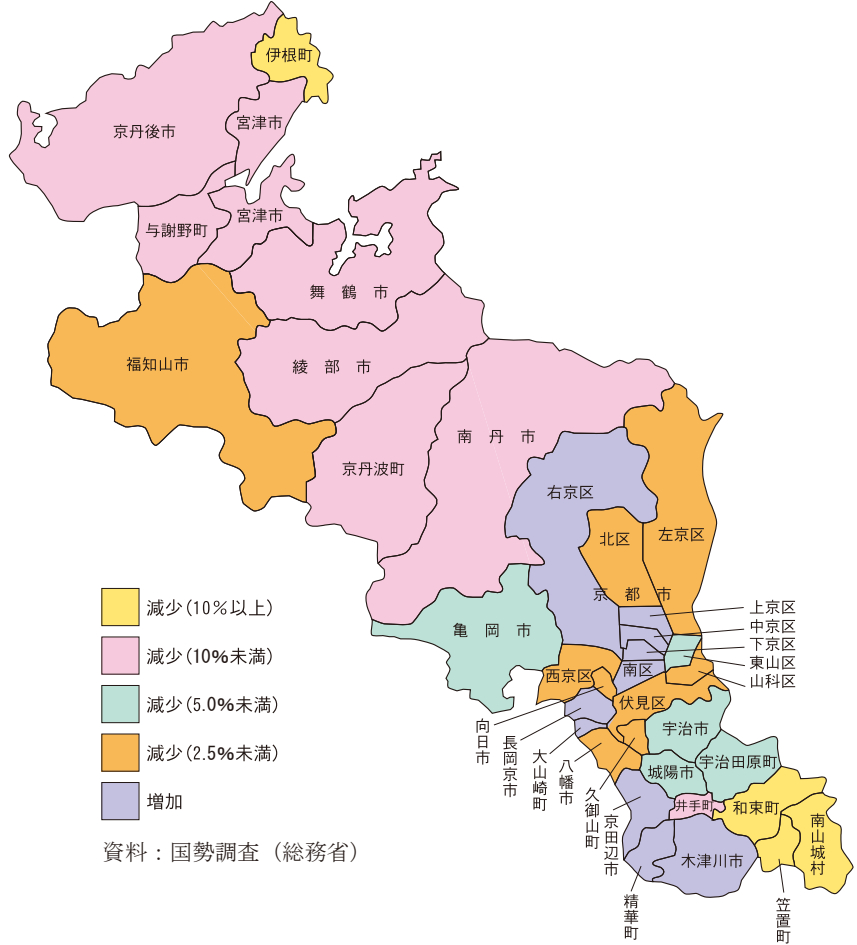 伊根町
京丹後市
宮津市
宮津市
与謝野町
舞鶴市
福知山市
綾部市
南丹市
京丹波町
右京区
北区
左京区
京都市
上京区
中京区
下京区
東山区
山科区
亀岡市
西京区
南区
伏見区
向日市
長岡京市
大山崎町
八幡市
久御山町
京田辺市
宇治市
宇治田原町
城陽市
井手町
和束町
南山城村
木津川市
精華町
笠置町
減少(10%以上)
減少(10%未満)
減少(5.0%未満)
減少(2.5%未満)
増加
資料：国勢調査（総務省）